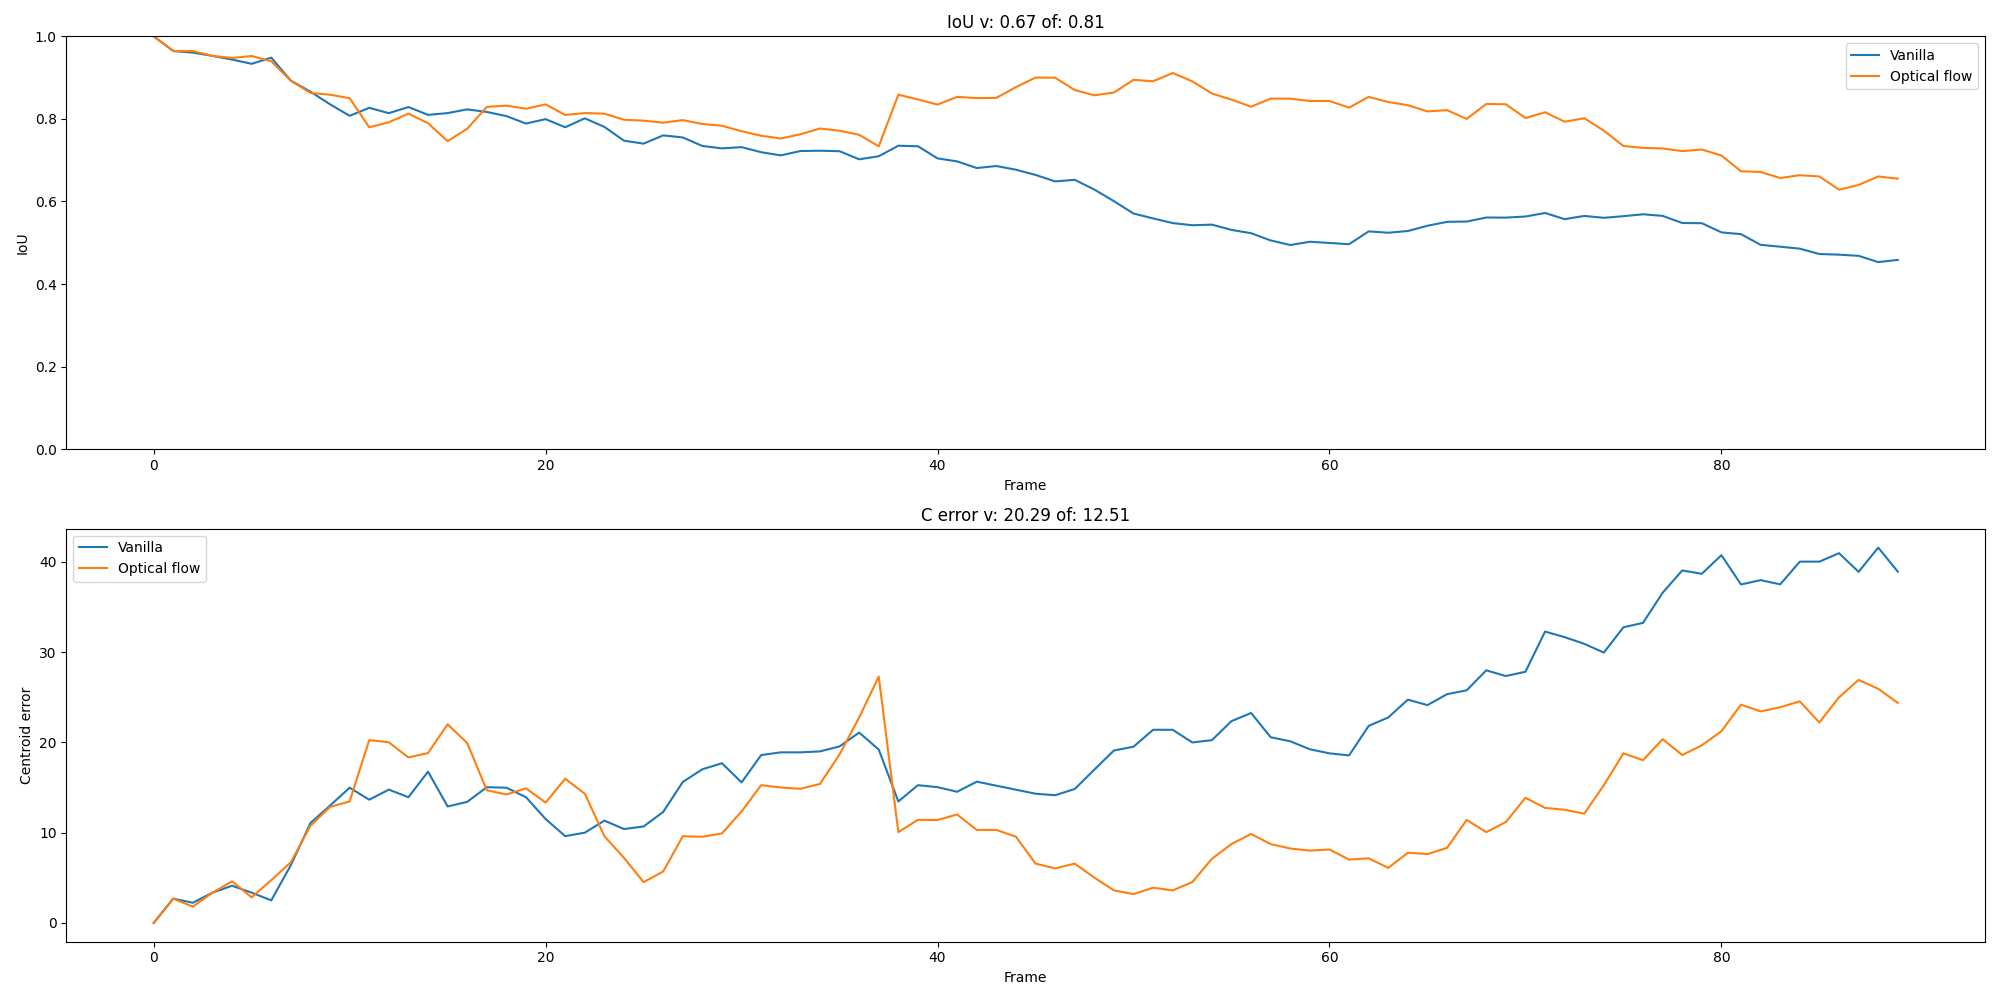 IoU v: 0.67 of: 0.81
1.0
0.8
0.6
0.4
0.2
0.0
IoU
Vanilla
Optical flow
0 20 40 60 80
Frame
C error v: 20.29 of: 12.51
40
30
20
10
0
Centroid error
Vanilla
Optical flow
0 20 40 60 80
Frame